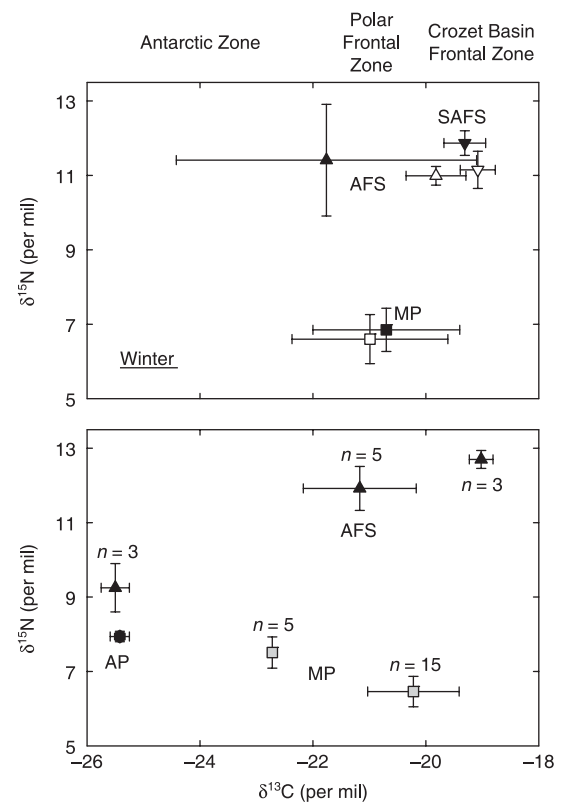 Antarctic Zone
Polar
Frontal
Zone
Crozet Basin
Frontal Zone
13
11
9
7
5
δ15N (per mil)
SAFS
AFS
MP
Winter
13
11
9
7
5
δ15N (per mil)
n = 5
n = 3
AFS
n = 3
n = 5
AP
MP
n = 15
–26
–24
–22
–20
–18
δ13C (per mil)